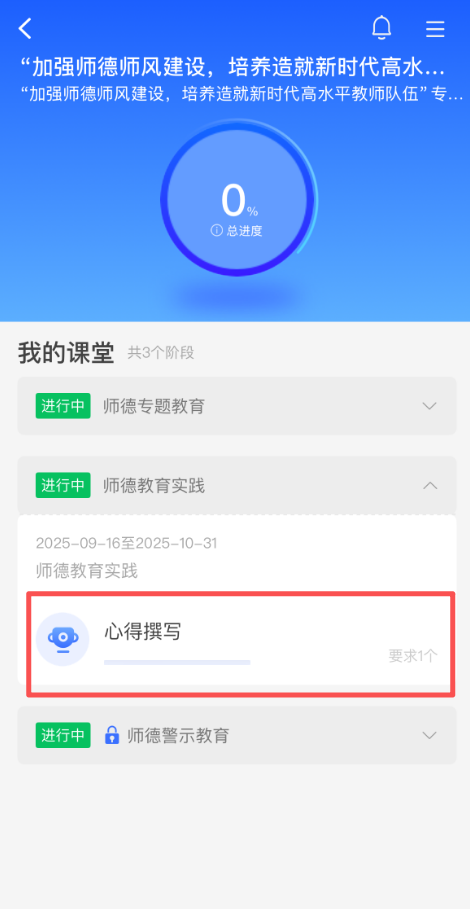 “加强师德师风建设，培养造就新时代高水...
“加强师德师风建设，培养造就新时代高水平教师队伍”专...
0%
总进度
我的课堂 共3个阶段
进行中 师德专题教育
进行中 师德教育实践
2025-09-16至2025-10-31
师德教育实践
心得撰写
要求1个
进行中 师德警示教育